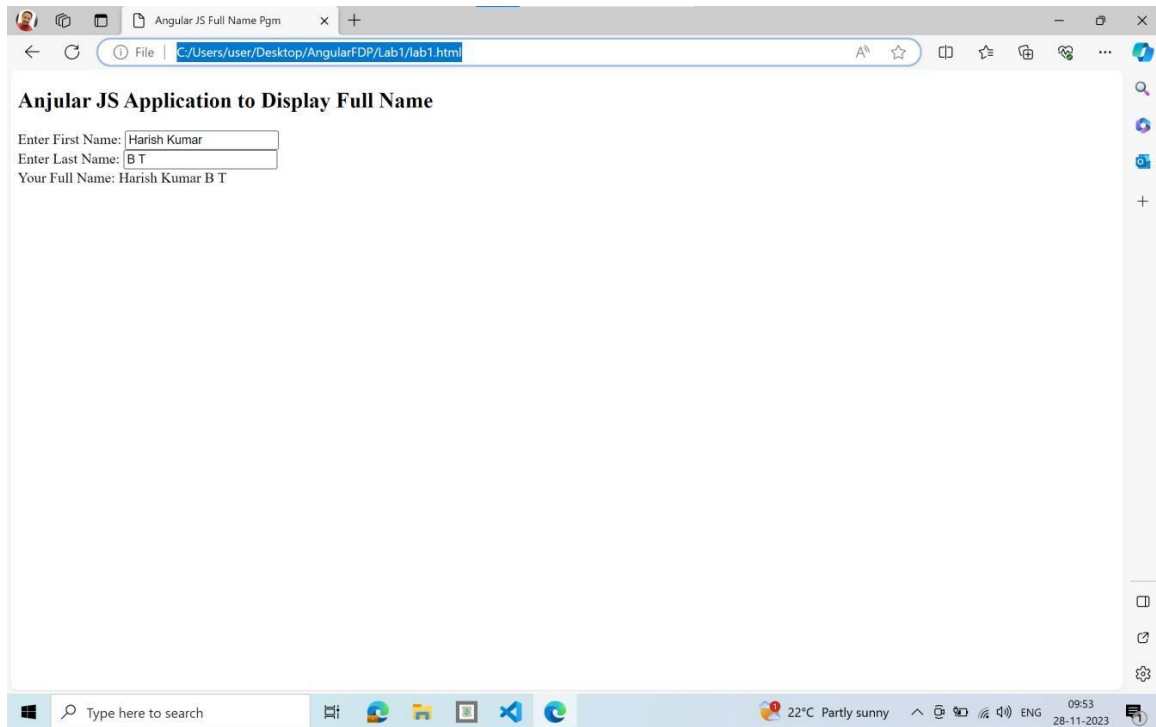 Angular JS Full Name Pgm
File C:/Users/user/Desktop/AngularFDP/Lab1/lab1.html
Anjular JS Application to Display Full Name
Enter First Name: Harish Kumar
Enter Last Name: B T
Your Full Name: Harish Kumar B T
Type here to search
22°C Partly sunny
ENG
09:53
28-11-2023